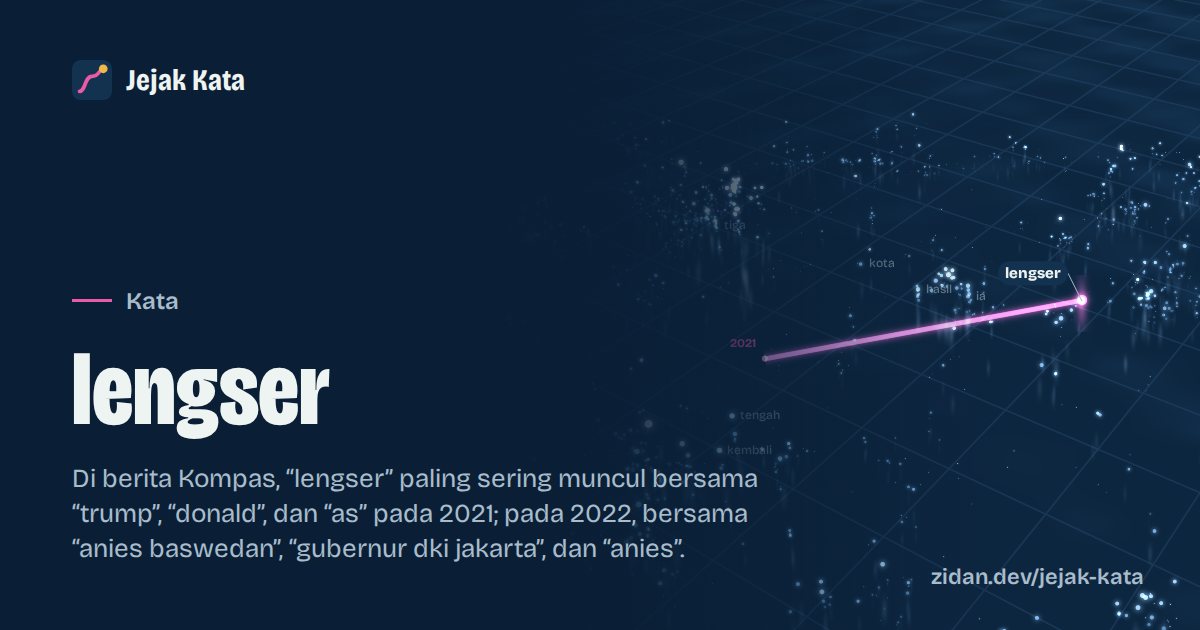 Jejak Kata
tiga
kota
lengser
hasil
ia
2021
Kata
lengser
tengah
kembali
Di berita Kompas, “lengser” paling sering muncul bersama
“trump”, “donald”, dan “as” pada 2021; pada 2022, bersama
“anies baswedan”, “gubernur dki jakarta”, dan “anies”.
zidan.dev/jejak-kata